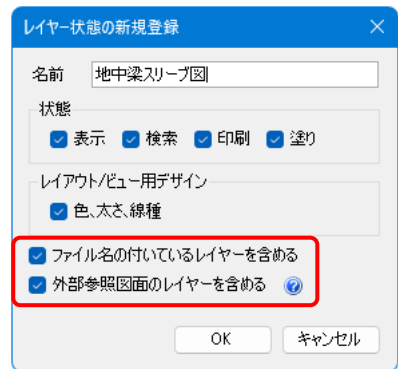 レイヤー状態の新規登録
名前 地中梁スリーブ図
状態
表示 検索 印刷 塗り
レイアウト/ビュー用デザイン
色、太さ、線種
ファイル名の付いているレイヤーを含める
外部参照図面のレイヤーを含める ?
OK キャンセル